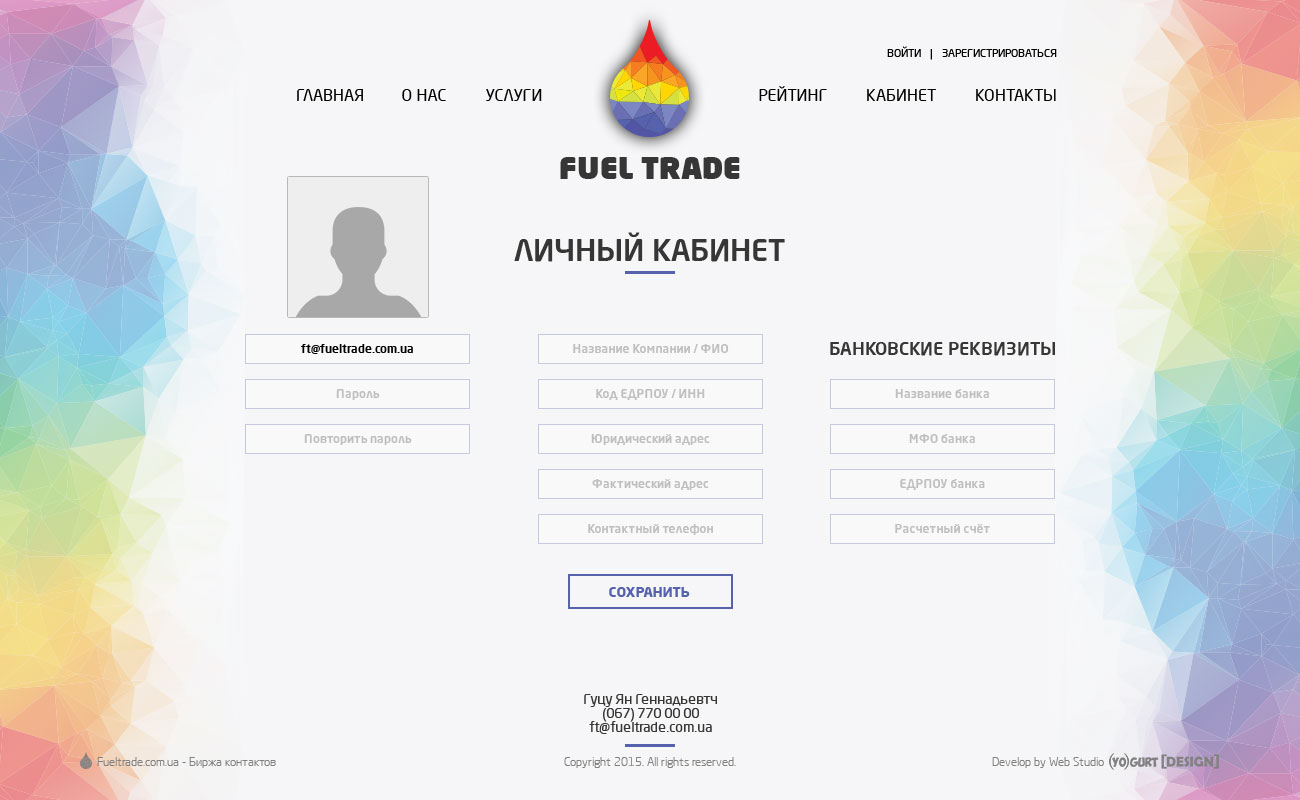 ВОЙТИ | ЗАРЕГИСТРИРОВАТЬСЯ
ГЛАВНАЯ О НАС УСЛУГИ РЕЙТИНГ КАБИНЕТ КОНТАКТЫ
FUEL TRADE
ЛИЧНЫЙ КАБИНЕТ
ft@fueltrade.com.ua
Пароль
Повторить пароль
Название Компании / ФИО
Код ЕДРПОУ / ИНН
Юридический адрес
Фактический адрес
Контактный телефон
БАНКОВСКИЕ РЕКВИЗИТЫ
Название банка
МФО банка
ЕДРПОУ банка
Расчетный счёт
СОХРАНИТЬ
Гуцу Ян Геннадьевтч
(067) 770 00 00
ft@fueltrade.com.ua
Fueltrade.com.ua - Биржа контактов
Copyright 2015. All rights reserved.
Develop by Web Studio (YO)GURT [DESIGN]